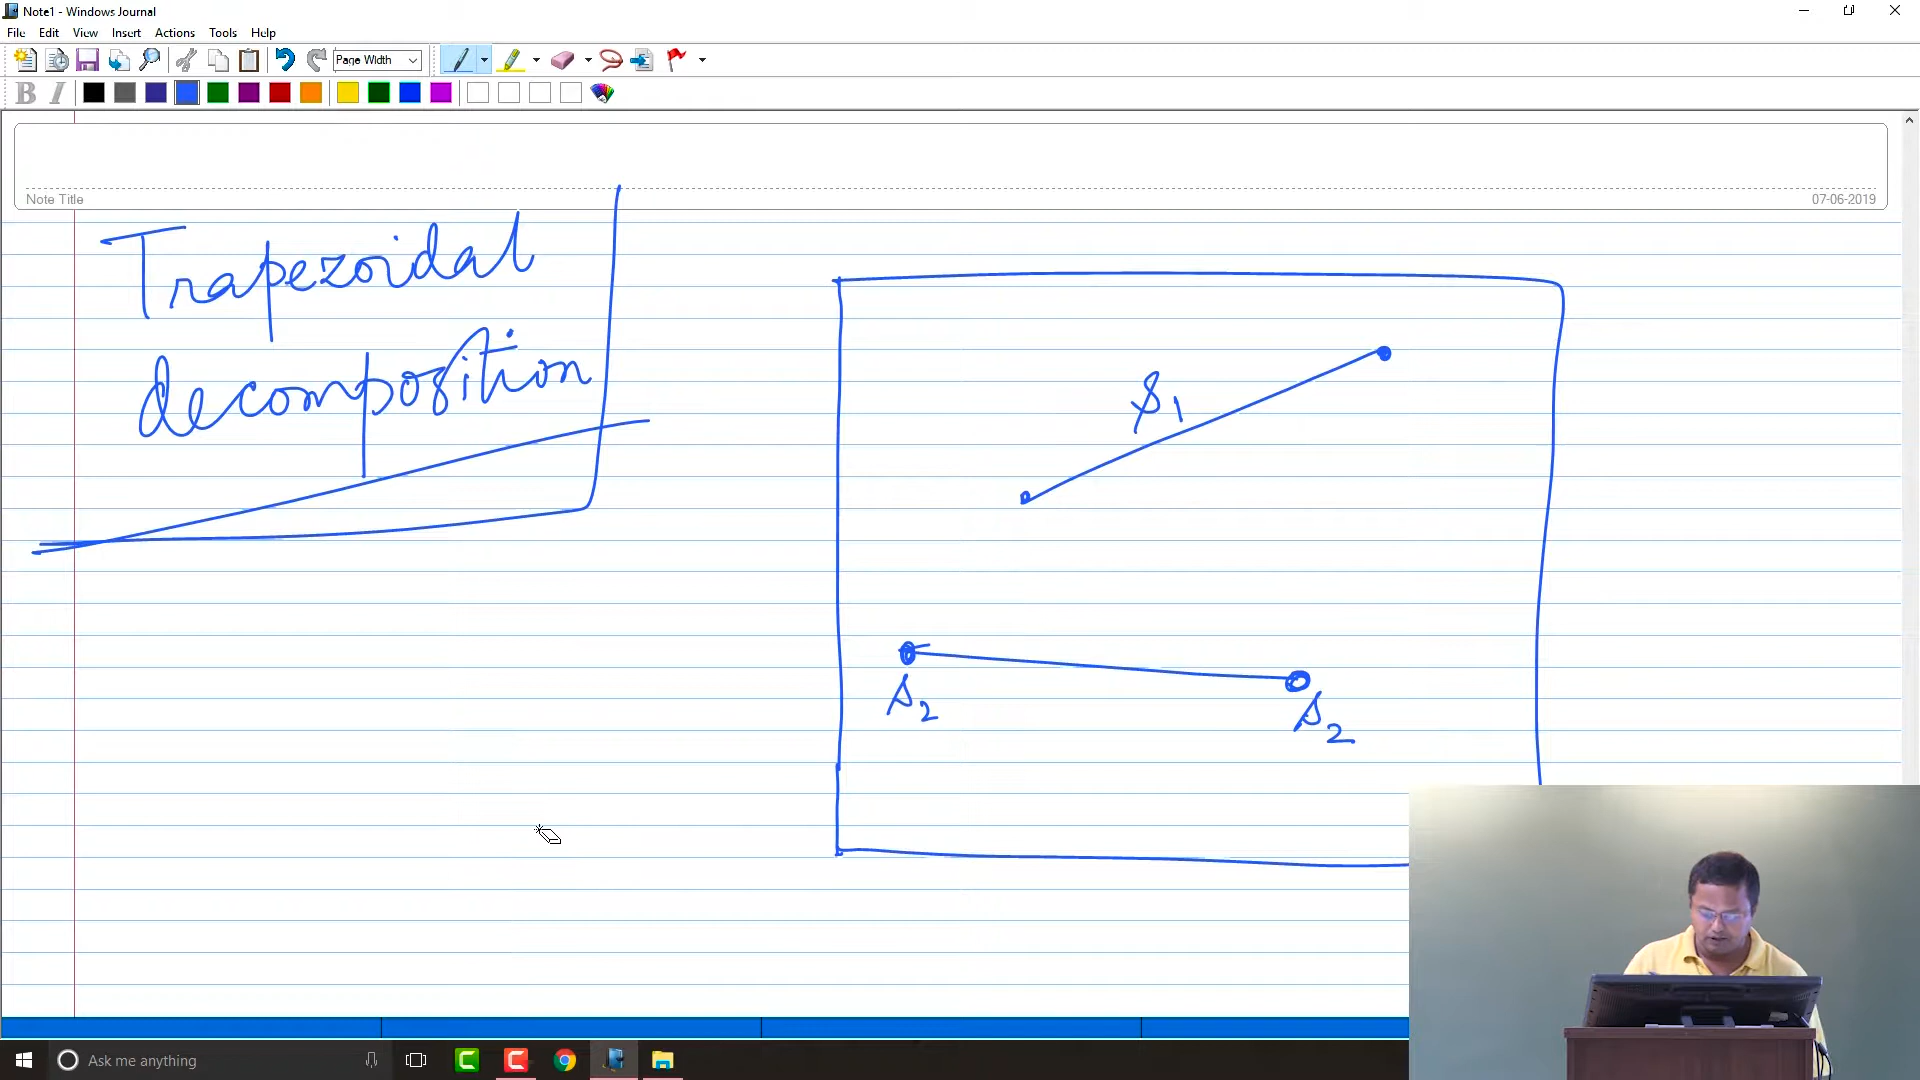 Note1 - Windows Journal
File Edit View Insert Actions Tools Help
Page Width
B I
Note Title
07-06-2019
Trapezoidal
decomposition
s1
s2
s2
Ask me anything